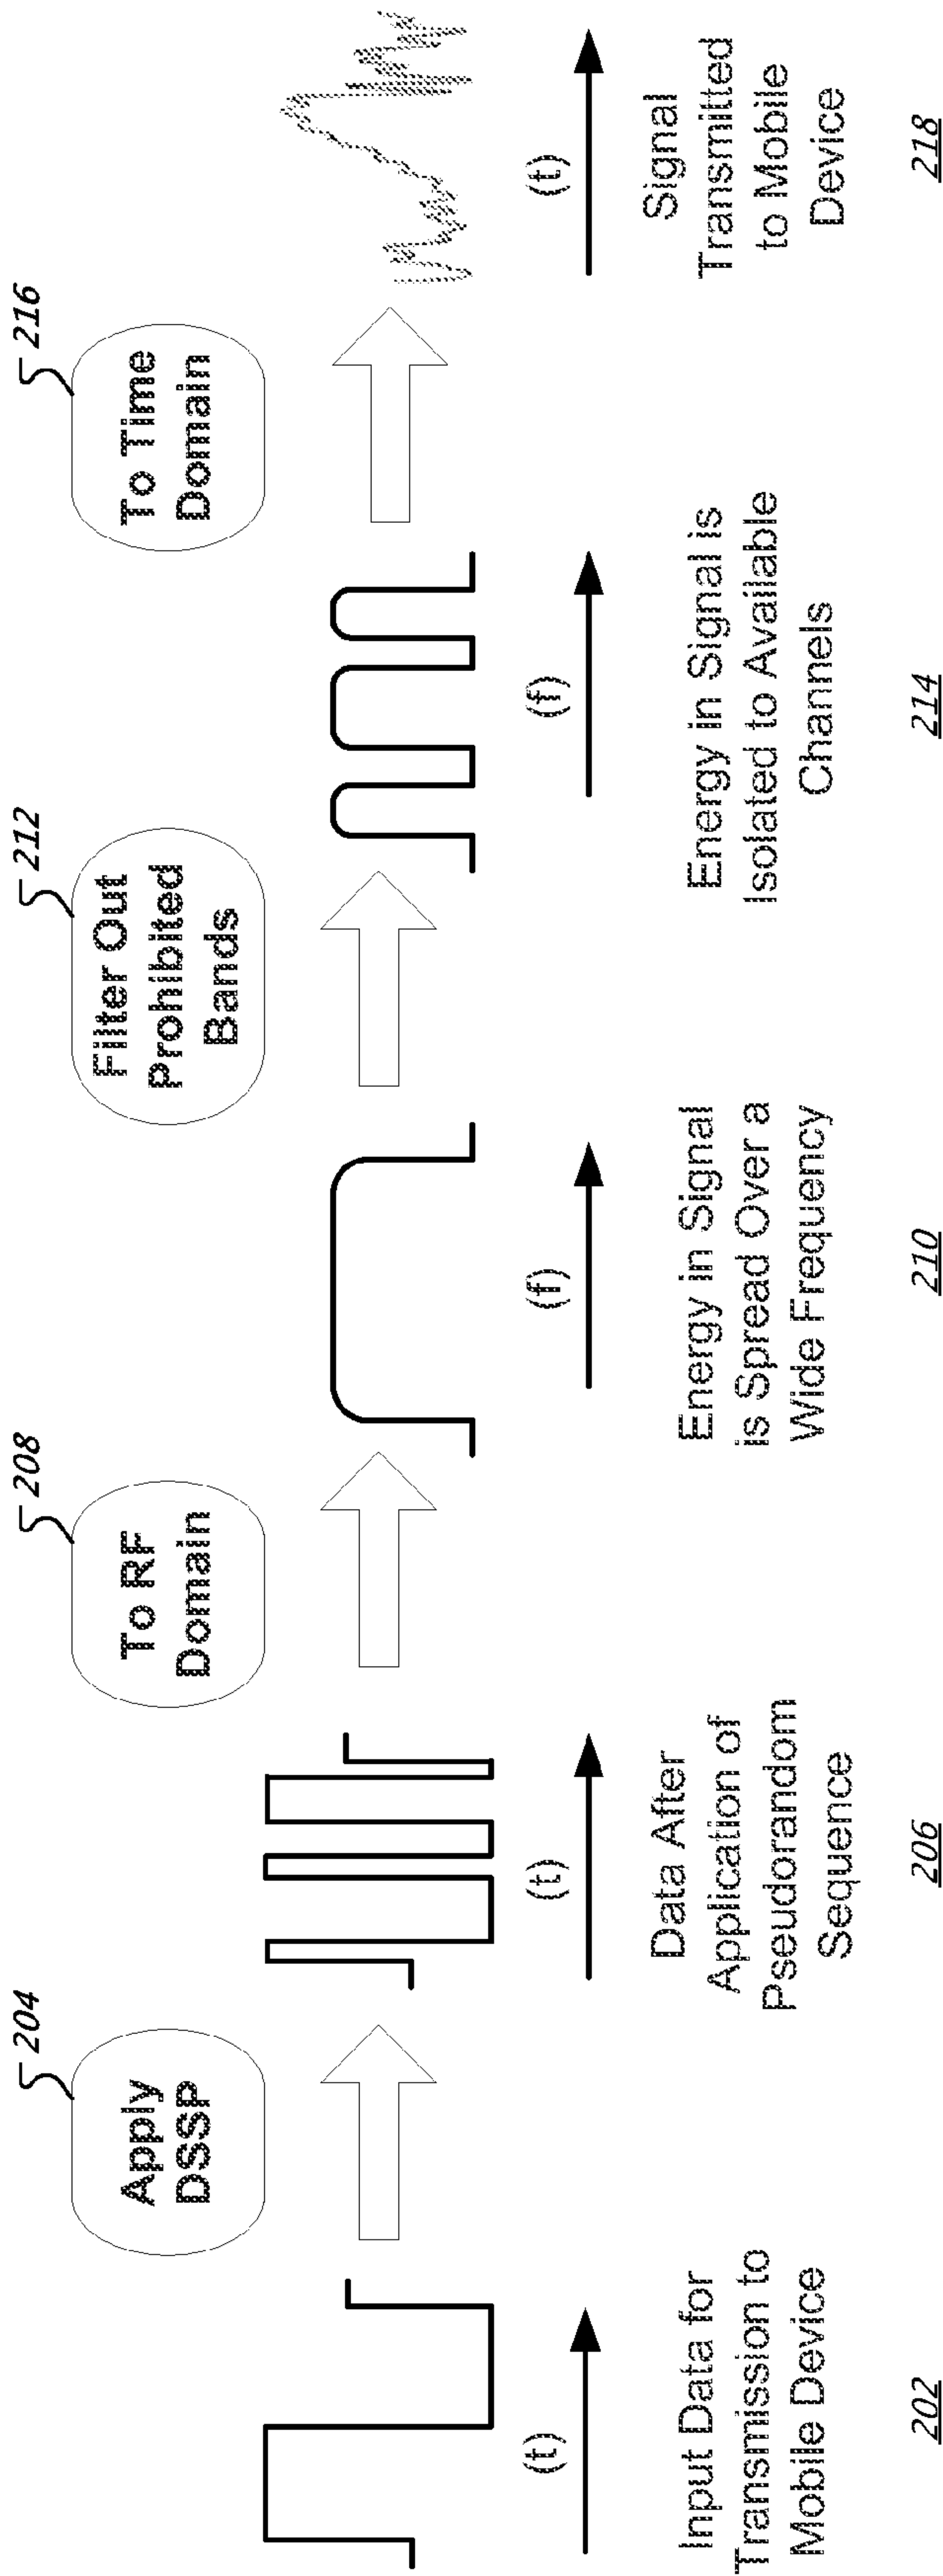 204
Apply
DSSP
208
To RF
Domain
212
Filter Out
Prohibited
Bands
216
To Time
Domain
(t)
(t)
(f)
(f)
(t)
Input Data for
Transmission to
Mobile Device
Data After
Application of
Pseudorandom
Sequence
Energy in Signal
is Spread Over a
Wide Frequency
Energy in Signal is
Isolated to Available
Channels
Signal
Transmitted
to Mobile
Device
202
206
210
214
218